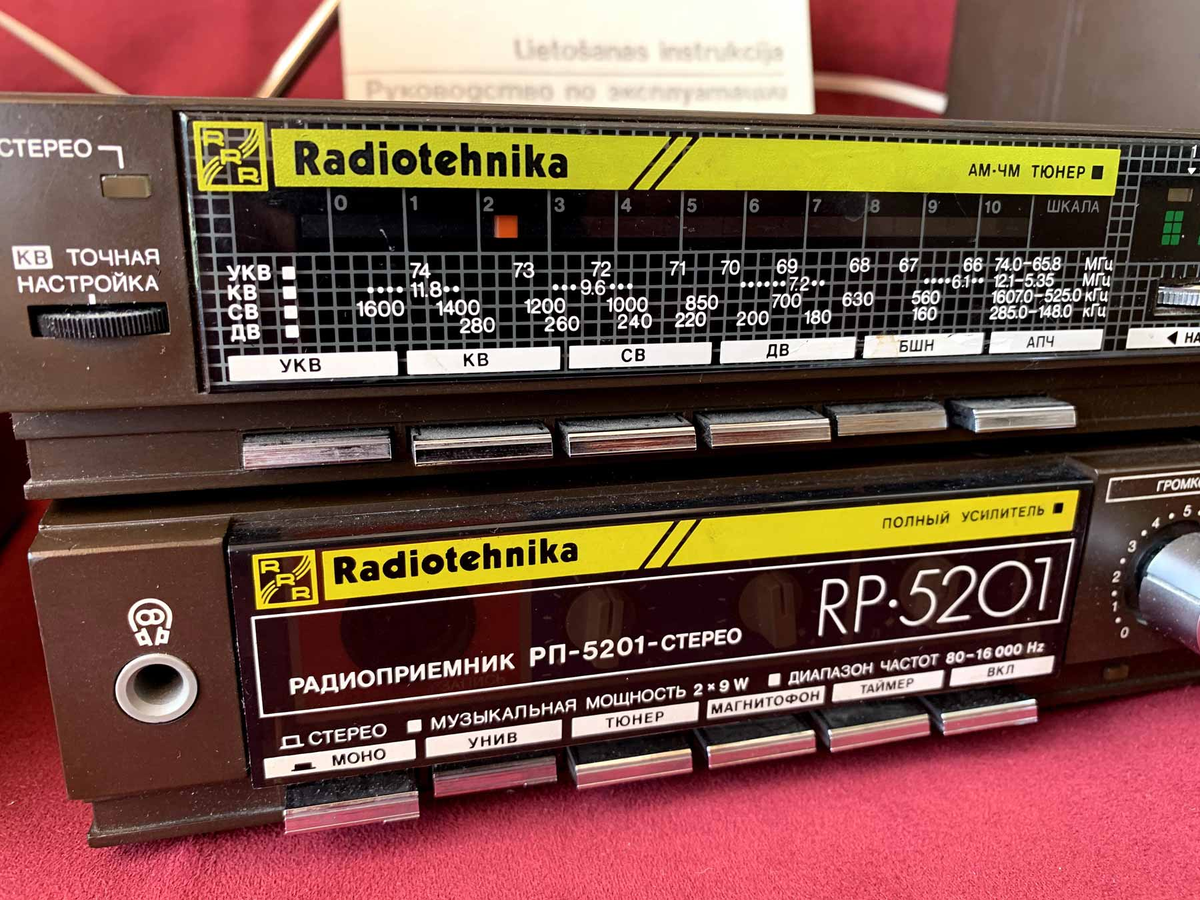 Lietošanas instrukcija
Руководство по эксплуатации
СТЕРЕО
RRR Radiotehnika
АМ-ЧМ ТЮНЕР
0 1 2 3 4 5 6 7 8 9 10 ШКАЛА
КВ ТОЧНАЯ
НАСТРОЙКА
УКВ 74 73 72 71 70 69 68 67 66 74.0-65.8 МГц
КВ 11.8 9.6 7.2 6.1 12.1-5.35 МГц
СВ 1600 1400 1200 1000 850 700 630 560 1607.0-525.0 кГц
ДВ 280 260 240 220 200 180 160 285.0-148.0 кГц
УКВ КВ СВ ДВ БШН АПЧ
RRR Radiotehnika
ПОЛНЫЙ УСИЛИТЕЛЬ
RP·5201
РАДИОПРИЕМНИК РП-5201-СТЕРЕО
МУЗЫКАЛЬНАЯ МОЩНОСТЬ 2×9 W ДИАПАЗОН ЧАСТОТ 80-16 000 Hz
СТЕРЕО
МОНО УНИВ ТЮНЕР МАГНИТОФОН ТАЙМЕР ВКЛ
5
4
3
2
1
0